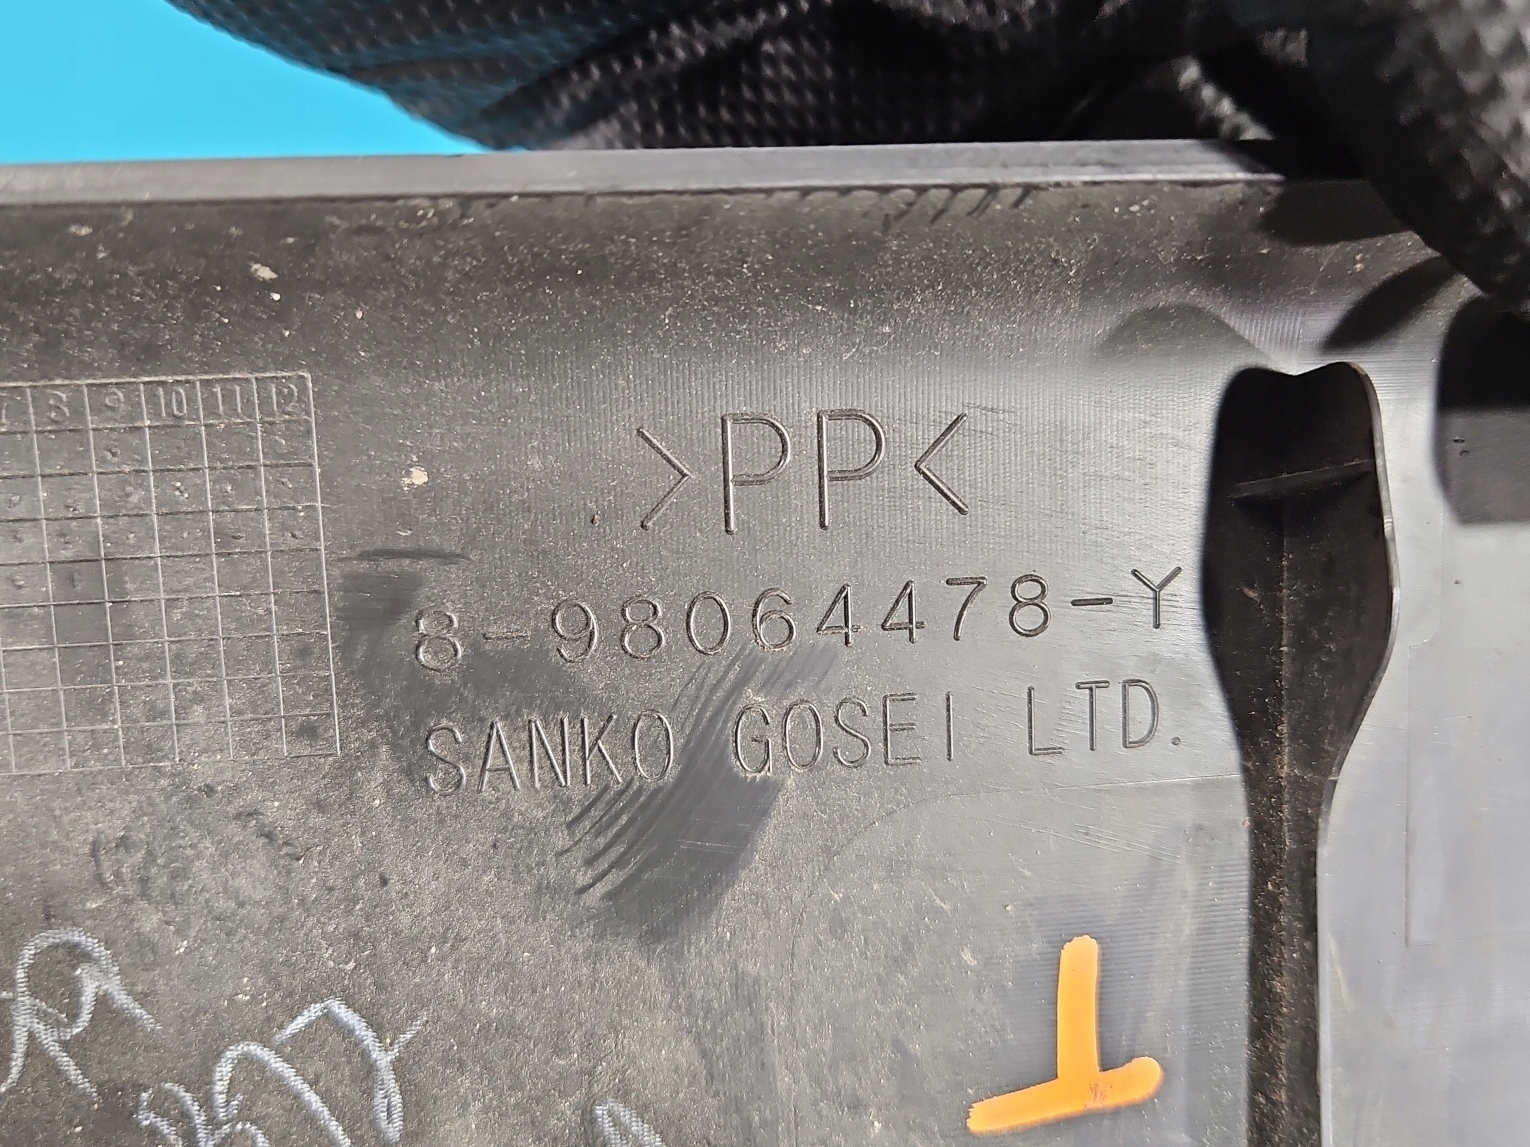 7 8 9 10 11 12
>PP<
8-98064478-Y
SANKO GOSEI LTD.